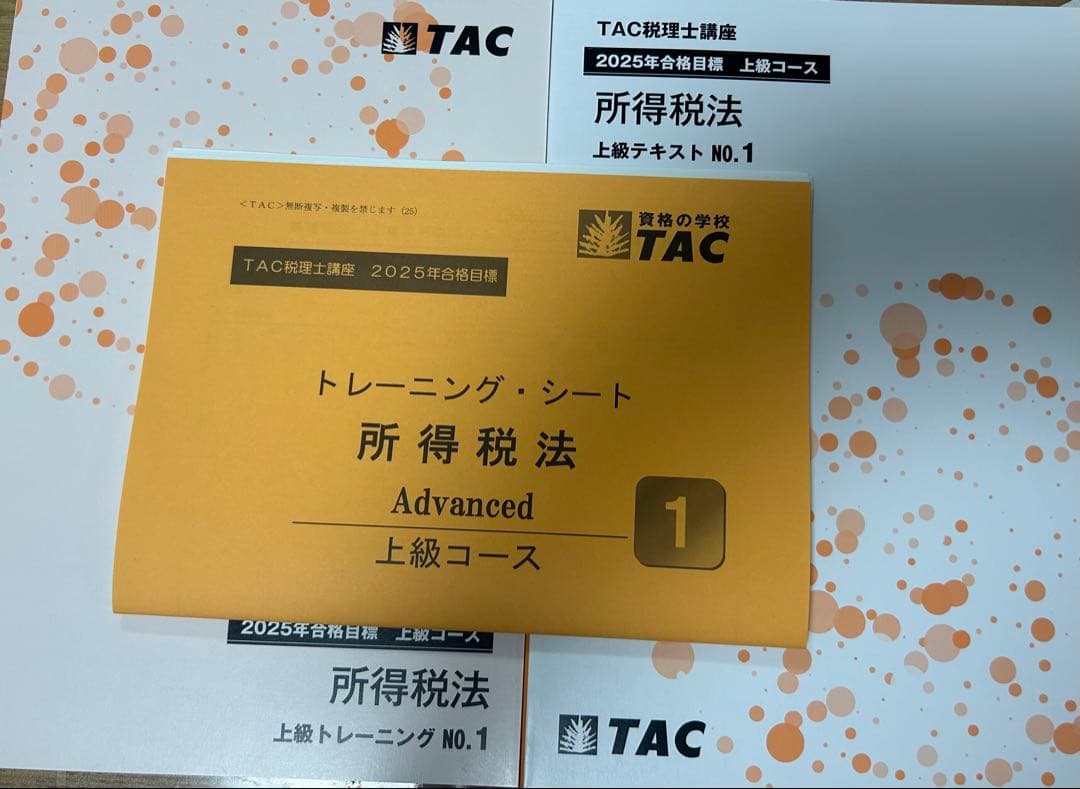 TAC
TAC税理士講座
2025年合格目標 上級コース
所得税法
上級テキスト NO.1
<TAC>無断複写・複製を禁じます (25)
資格の学校
TAC
TAC税理士講座 2025年合格目標
トレーニング・シート
所得税法
Advanced
1
上級コース
2025年合格目標 上級コース
所得税法
上級トレーニング NO.1
TAC